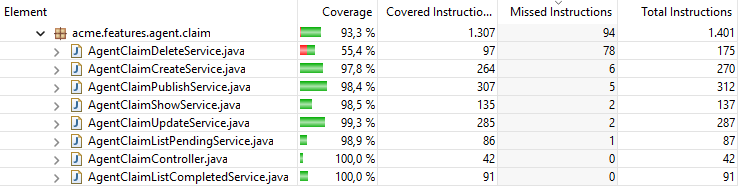 Element Coverage Covered Instructio... Missed Instructions Total Instructions
acme.features.agent.claim 93,3 % 1.307 94 1.401
AgentClaimDeleteService.java 55,4 % 97 78 175
AgentClaimCreateService.java 97,8 % 264 6 270
AgentClaimPublishService.java 98,4 % 307 5 312
AgentClaimShowService.java 98,5 % 135 2 137
AgentClaimUpdateService.java 99,3 % 285 2 287
AgentClaimListPendingService.java 98,9 % 86 1 87
AgentClaimController.java 100,0 % 42 0 42
AgentClaimListCompletedService.java 100,0 % 91 0 91